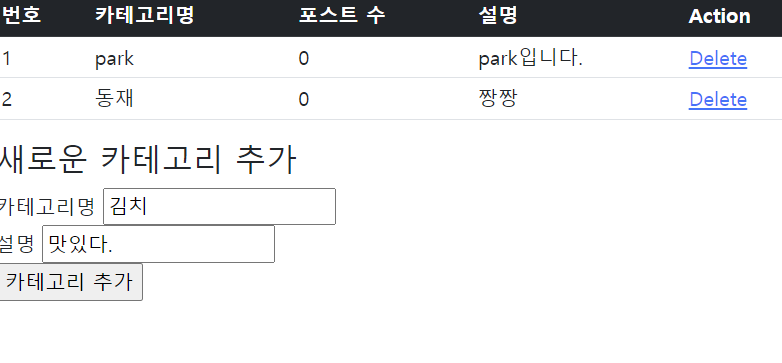 번호 카테고리명 포스트 수 설명 Action
1 park 0 park입니다. Delete
2 동재 0 짱짱 Delete
새로운 카테고리 추가
카테고리명 김치
설명 맛있다.
카테고리 추가